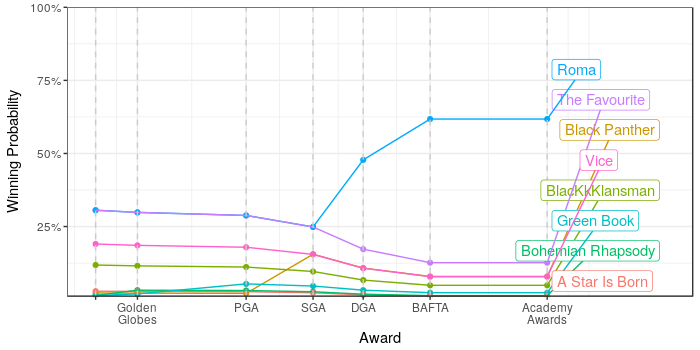 100%
75%
50%
25%
Winning Probability
Roma
The Favourite
Black Panther
Vice
BlacKkKlansman
Green Book
Bohemian Rhapsody
A Star Is Born
Golden
Globes
PGA
SGA
DGA
BAFTA
Academy
Awards
Award